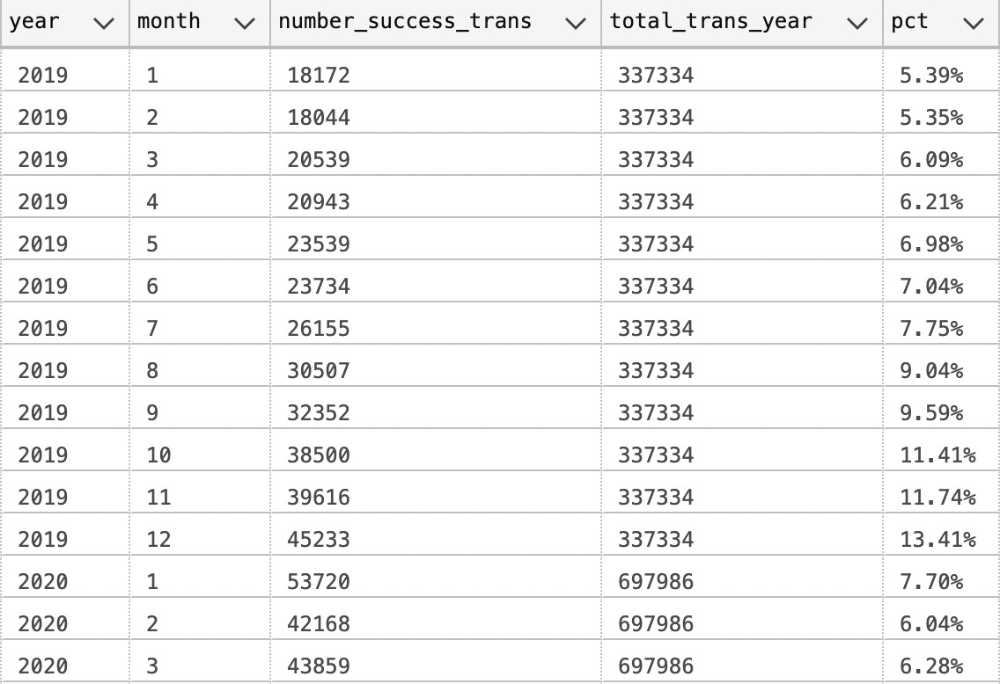 year month number_success_trans total_trans_year pct
2019 1 18172 337334 5.39%
2019 2 18044 337334 5.35%
2019 3 20539 337334 6.09%
2019 4 20943 337334 6.21%
2019 5 23539 337334 6.98%
2019 6 23734 337334 7.04%
2019 7 26155 337334 7.75%
2019 8 30507 337334 9.04%
2019 9 32352 337334 9.59%
2019 10 38500 337334 11.41%
2019 11 39616 337334 11.74%
2019 12 45233 337334 13.41%
2020 1 53720 697986 7.70%
2020 2 42168 697986 6.04%
2020 3 43859 697986 6.28%